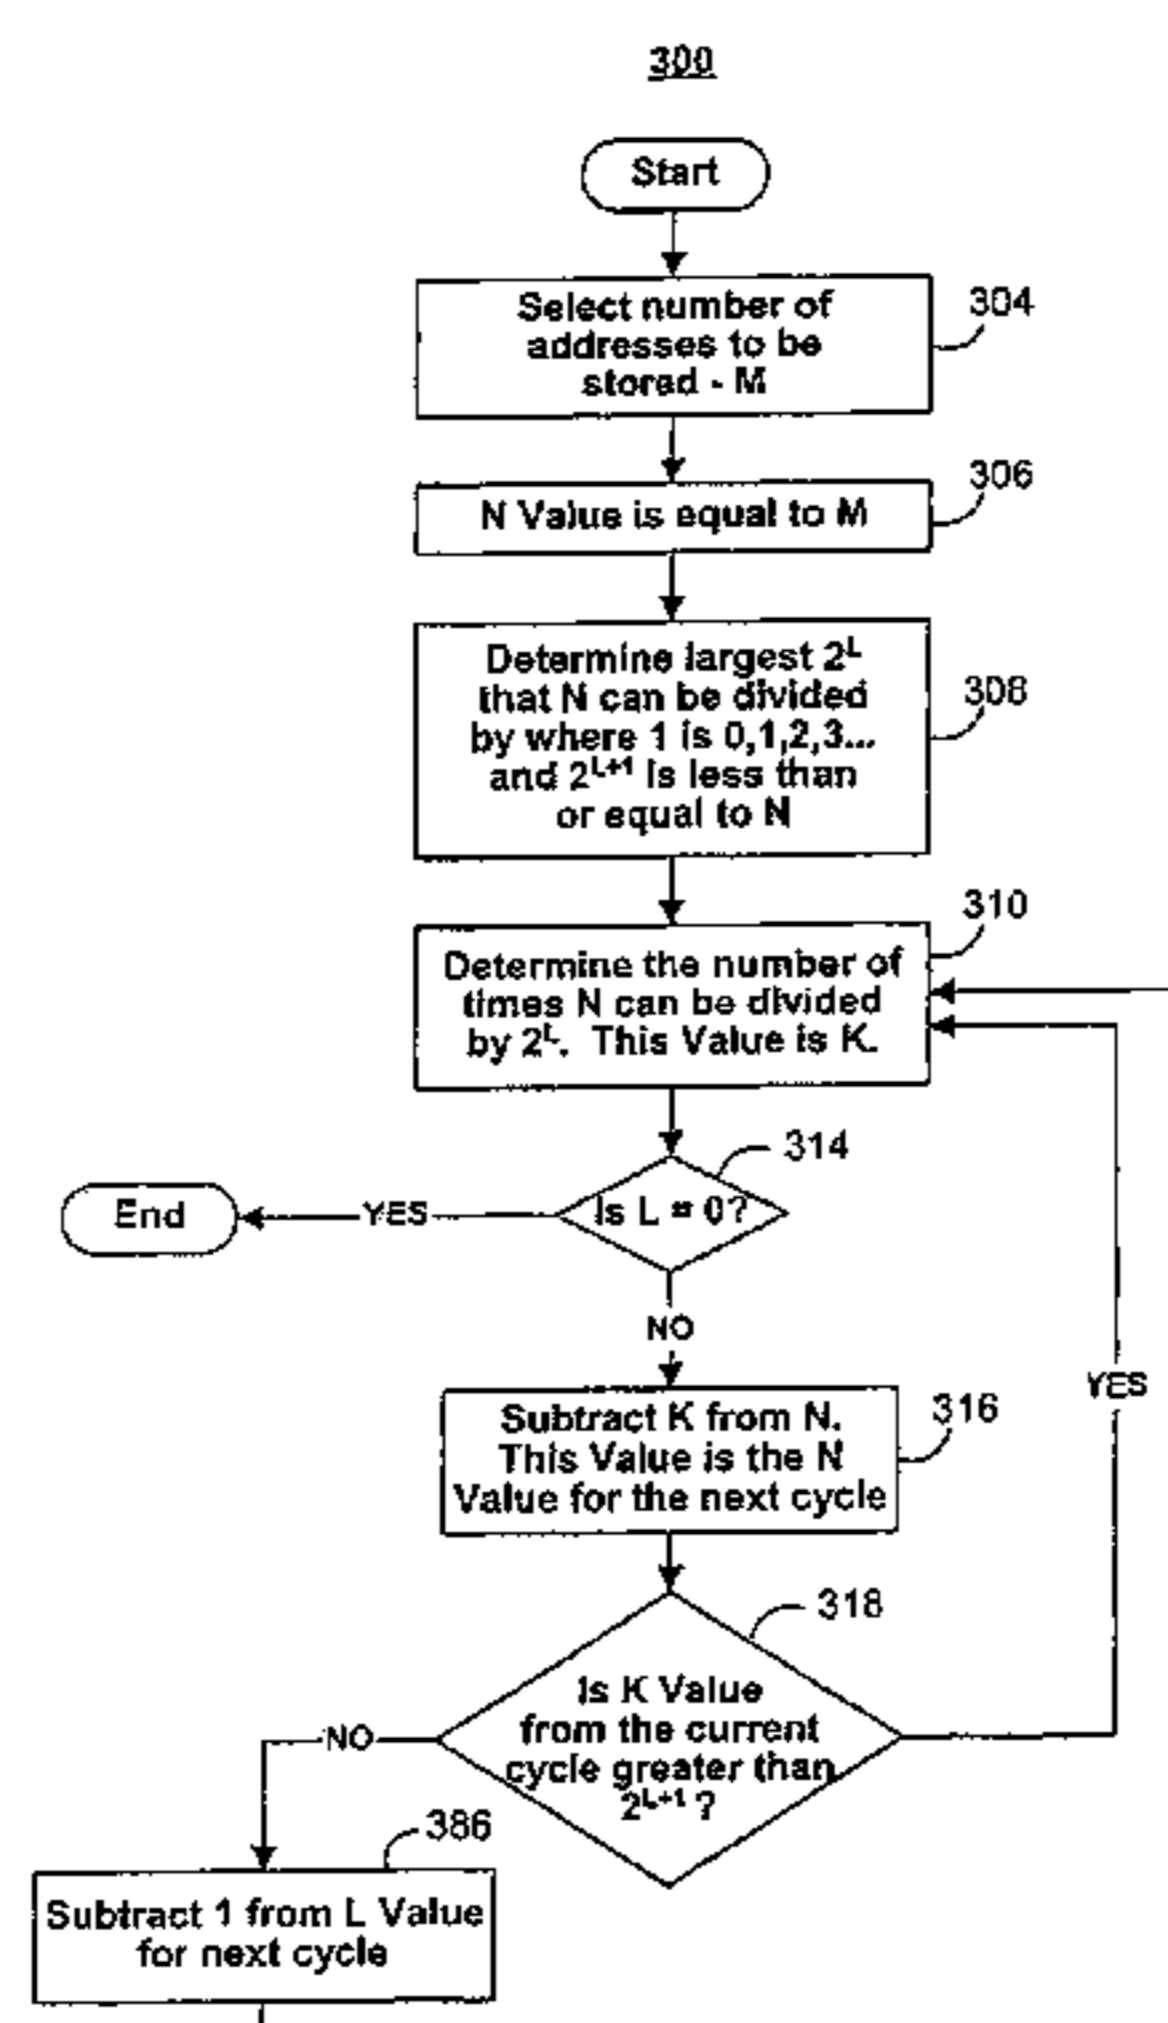 300
Start
Select number of
addresses to be
stored - M
304
N Value is equal to M
306
Determine largest 2^L
that N can be divided
by where 1 is 0,1,2,3...
and 2^L+1 is less than
or equal to N
308
310
Determine the number of
times N can be divided
by 2^L. This Value is K.
314
Is L = 0?
YES
End
NO
Subtract K from N.
This Value is the N
Value for the next cycle
316
YES
318
Is K Value
from the current
cycle greater than
2^L+1 ?
NO
386
Subtract 1 from L Value
for next cycle